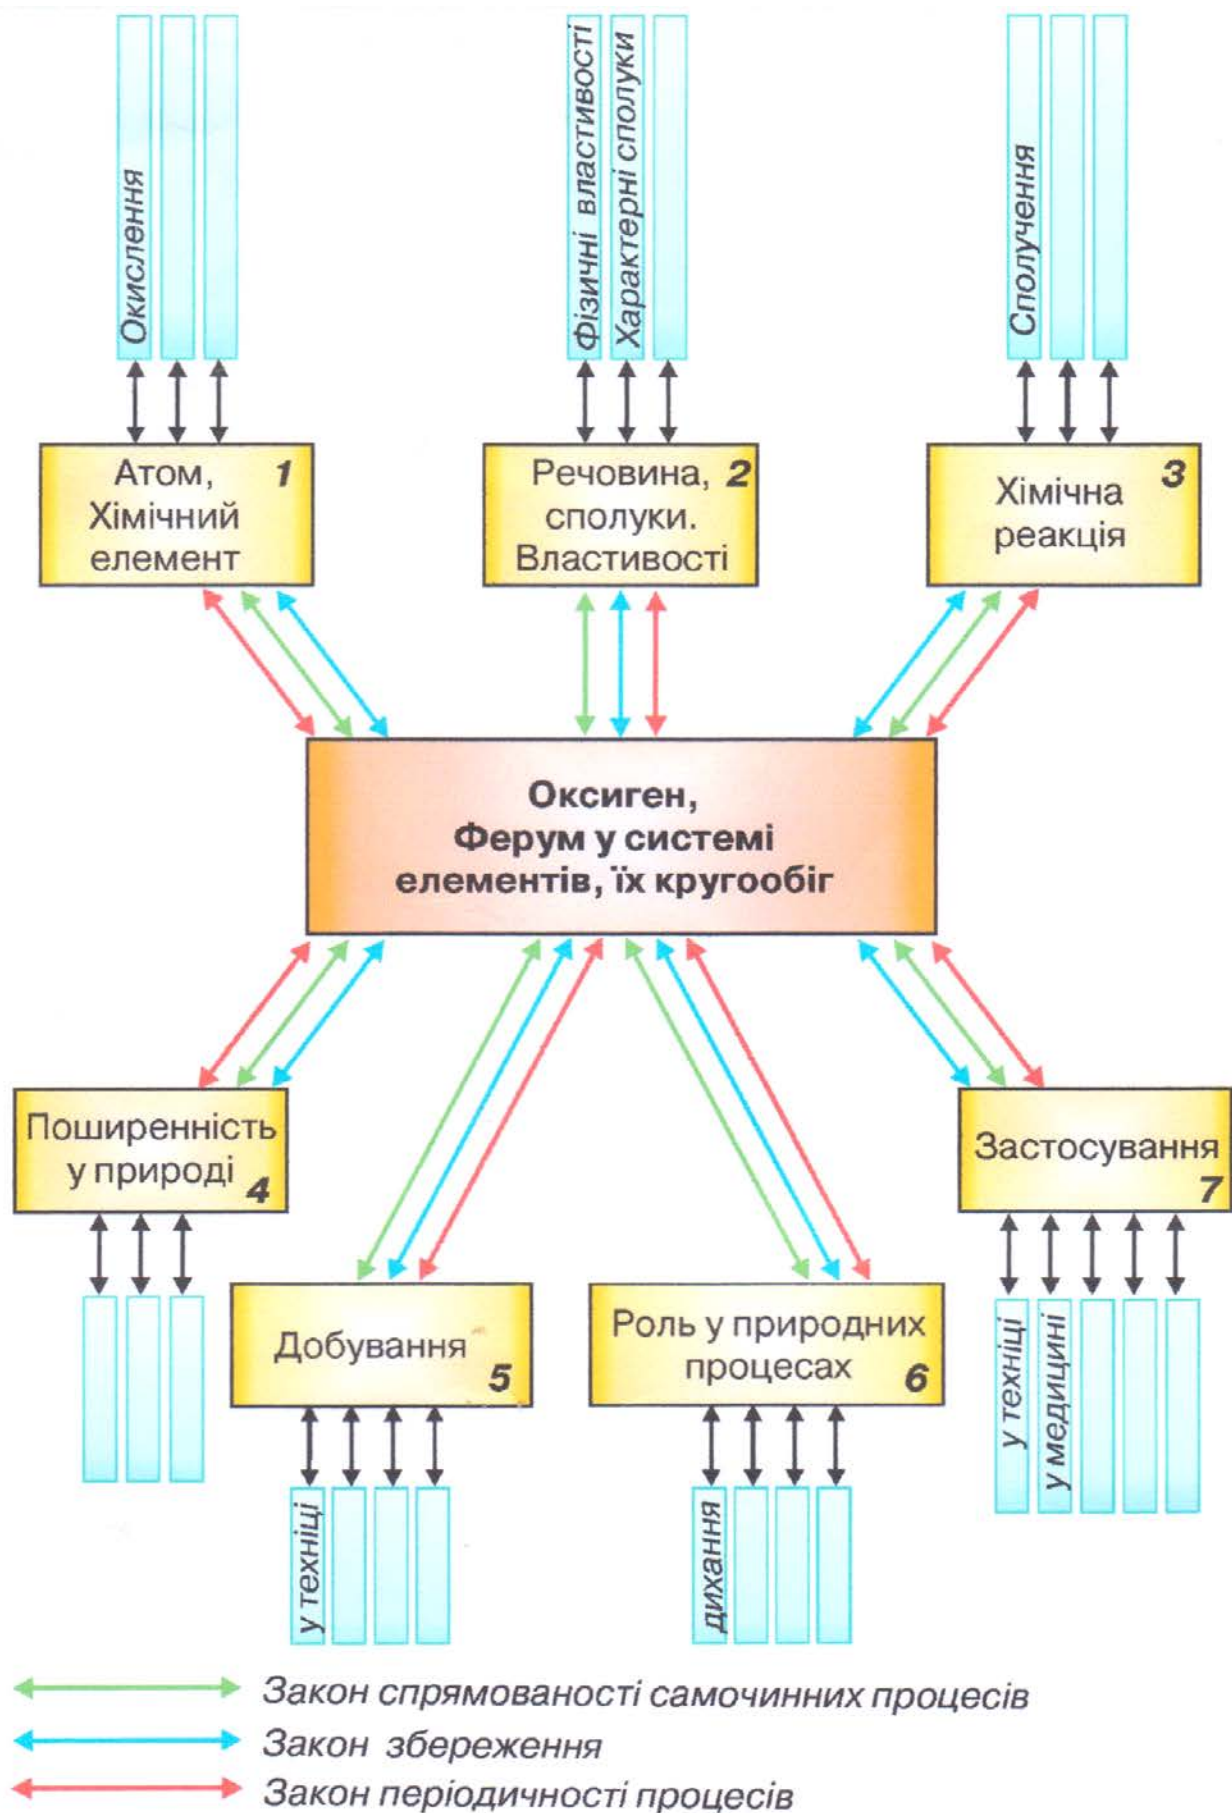 Окислення
Фізичні властивості
Характерні сполуки
Сполучення
Атом, 1
Хімічний
елемент
Речовина, 2
сполуки.
Властивості
Хімічна 3
реакція
Оксиген,
Ферум у системі
елементів, їх кругообіг
Поширенність
у природі 4
Добування 5
Роль у природних
процесах 6
Застосування
7
у техніці
дихання
у техніці
у медицині
Закон спрямованості самочинних процесів
Закон збереження
Закон періодичності процесів